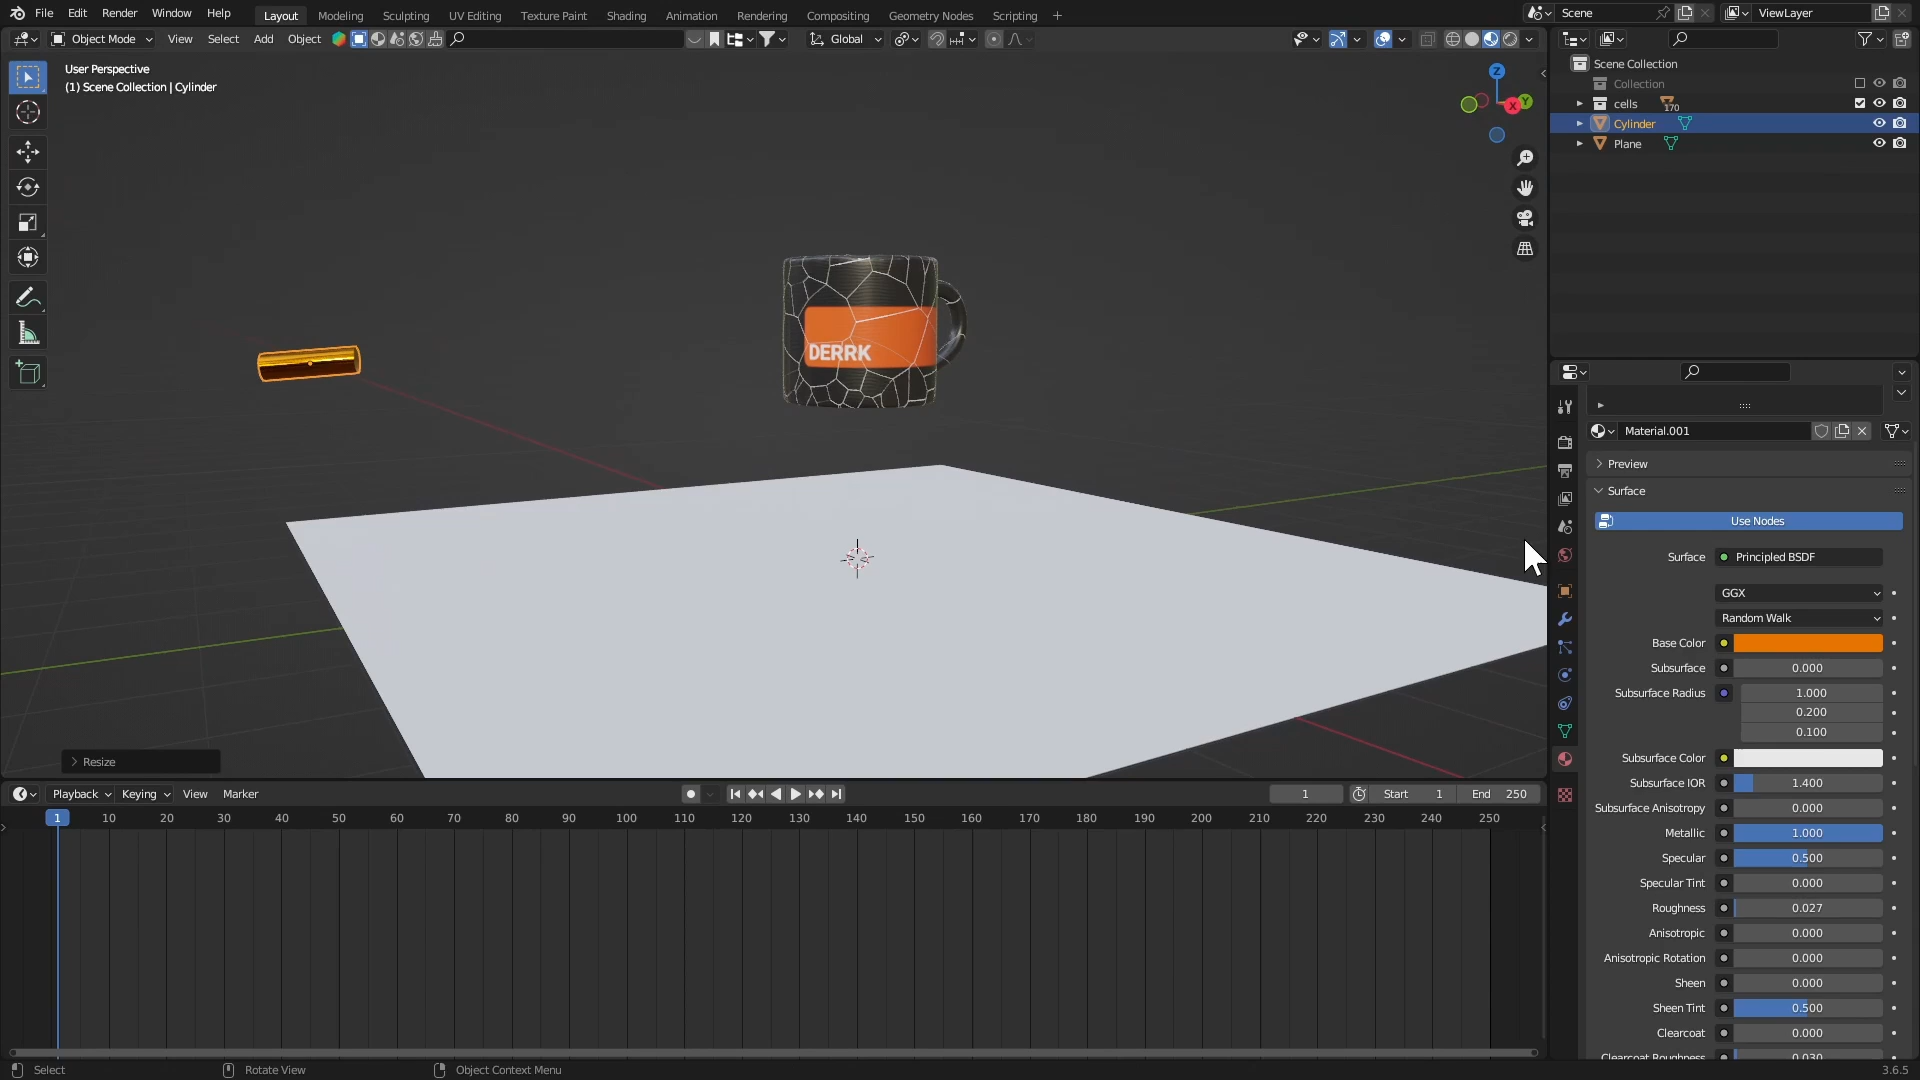 File Edit Render Window Help Layout Modeling Sculpting UV Editing Texture Paint Shading Animation Rendering Compositing Geometry Nodes Scripting + Scene ViewLayer
Object Mode View Select Add Object Global
User Perspective
(1) Scene Collection | Cylinder
Z
X
Y
DERRK
Resize
Scene Collection
Collection
cells 170
Cylinder
Plane
Material.001
Preview
Surface
Use Nodes
Surface Principled BSDF
GGX
Random Walk
Base Color
Subsurface 0.000
Subsurface Radius 1.000
0.200
0.100
Subsurface Color
Subsurface IOR 1.400
Subsurface Anisotropy 0.000
Metallic 1.000
Specular 0.500
Specular Tint 0.000
Roughness 0.027
Anisotropic 0.000
Anisotropic Rotation 0.000
Sheen 0.000
Sheen Tint 0.500
Clearcoat 0.000
Clearcoat Roughness 0.030
Playback Keying View Marker 1 Start 1 End 250
1 10 20 30 40 50 60 70 80 90 100 110 120 130 140 150 160 170 180 190 200 210 220 230 240 250
Select Rotate View Object Context Menu 3.6.5